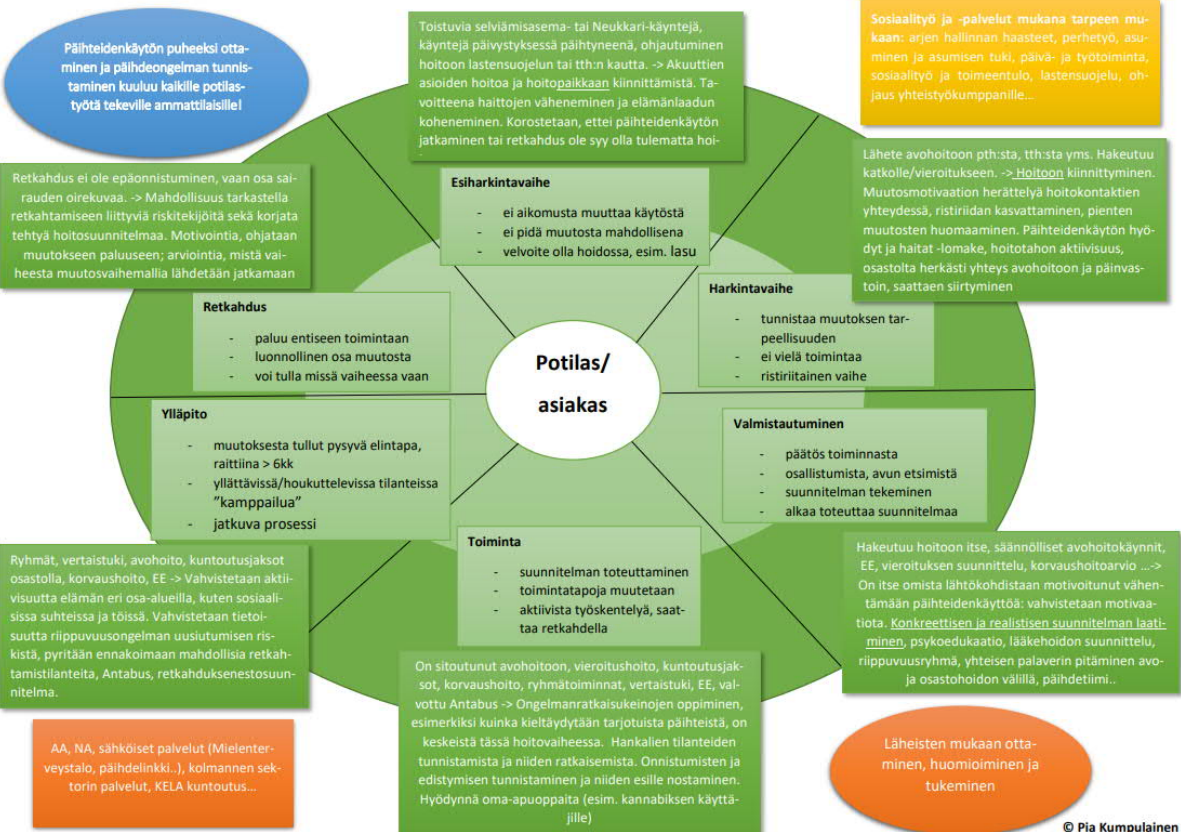 Päihteidenkäytön puheeksi otta-
minen ja päihdeongelman tunnis-
taminen kuuluu kaikille potilas-
työtä tekeville ammattilaisille!
Toistuvia selviämisasema- tai Neukkari-käyntejä,
käyntejä päivystyksessä päihtyneenä, ohjautuminen
hoitoon lastensuojelun tai tth:n kautta. -> Akuuttien
asioiden hoitoa ja hoitopaikkaan kiinnittämistä. Ta-
voitteena haittojen väheneminen ja elämänlaadun
koheneminen. Korostetaan, ettei päihteidenkäytön
jatkaminen tai retkahdus ole syy olla tulematta hoi-
Sosiaalityö ja -palvelut mukana tarpeen mu-
kaan: arjen hallinnan haasteet, perhetyö, asu-
minen ja asumisen tuki, päivä- ja työtoiminta,
sosiaalityö ja toimeentulo, lastensuojelu, oh-
jaus yhteistyökumppanille...
Retkahdus ei ole epäonnistuminen, vaan osa sai-
rauden oirekuvaa. -> Mahdollisuus tarkastella
retkahtamiseen liittyviä riskitekijöitä sekä korjata
tehtyä hoitosuunnitelmaa. Motivointia, ohjataan
muutokseen paluuseen; arviointia, mistä vai-
heesta muutosvaihemallia lähdetään jatkamaan
Esiharkintavaihe
- ei aikomusta muuttaa käytöstä
- ei pidä muutosta mahdollisena
- velvoite olla hoidossa, esim. lasu
Lähete avohoitoon pth:sta, tth:sta yms. Hakeutuu
katkolle/vieroitukseen. -> Hoitoon kiinnittyminen.
Muutosmotivaation herättelyä hoitokontaktien
yhteydessä, ristiriidan kasvattaminen, pienten
muutosten huomaaminen. Päihteidenkäytön hyö-
dyt ja haitat -lomake, hoitotahon aktiivisuus,
osastolta herkästi yhteys avohoitoon ja päinvas-
toin, saattaen siirtyminen
Retkahdus
- paluu entiseen toimintaan
- luonnollinen osa muutosta
- voi tulla missä vaiheessa vaan
Potilas/
asiakas
Harkintavaihe
- tunnistaa muutoksen tar-
peellisuuden
- ei vielä toimintaa
- ristiriitainen vaihe
Ylläpito
- muutoksesta tullut pysyvä elintapa,
raittiina > 6kk
- yllättävissä/houkuttelevissa tilanteissa
"kamppailua"
- jatkuva prosessi
Valmistautuminen
- päätös toiminnasta
- osallistumista, avun etsimistä
- suunnitelman tekeminen
- alkaa toteuttaa suunnitelmaa
Toiminta
- suunnitelman toteuttaminen
- toimintatapoja muutetaan
- aktiivista työskentelyä, saat-
taa retkahdella
Ryhmät, vertaistuki, avohoito, kuntoutusjaksot
osastolla, korvaushoito, EE -> Vahvistetaan aktii-
visuutta elämän eri osa-alueilla, kuten sosiaali-
sissa suhteissa ja töissä. Vahvistetaan tietoi-
suutta riippuvuusongelman uusiutumisen ris-
kistä, pyritään ennakoimaan mahdollisia retkah-
tamistilanteita, Antabus, retkahduksenestosuun-
nitelma.
Hakeutuu hoitoon itse, säännölliset avohoitokäynnit,
EE, vieroituksen suunnittelu, korvaushoitoarvio ...->
On itse omista lähtökohdistaan motivoitunut vähen-
tämään päihteidenkäyttöä: vahvistetaan motivaa-
tiota. Konkreettisen ja realistisen suunnitelman laati-
minen, psykoedukaatio, lääkehoidon suunnittelu,
riippuvuusryhmä, yhteisen palaverin pitäminen avo-
ja osastohoidon välillä, päihdetiimi..
On sitoutunut avohoitoon, vieroitushoito, kuntoutusjak-
sot, korvaushoito, ryhmätoiminnat, vertaistuki, EE, val-
vottu Antabus -> Ongelmanratkaisukeinojen oppiminen,
esimerkiksi kuinka kieltäydytään tarjotuista päihteistä, on
keskeistä tässä hoitovaiheessa. Hankalien tilanteiden
tunnistamista ja niiden ratkaisemista. Onnistumisten ja
edistymisen tunnistaminen ja niiden esille nostaminen.
Hyödynnä oma-apuoppaita (esim. kannabiksen käyttä-
jille)
AA, NA, sähköiset palvelut (Mielenter-
veystalo, päihdelinkki..), kolmannen sek-
torin palvelut, KELA kuntoutus...
Läheisten mukaan otta-
minen, huomioiminen ja
tukeminen
© Pia Kumpulainen